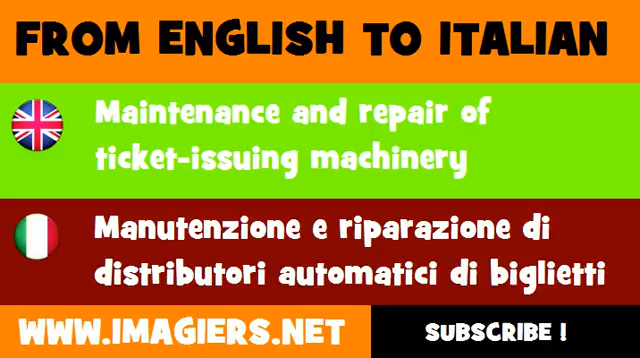 FROM ENGLISH TO ITALIAN
Maintenance and repair of
ticket-issuing machinery
Manutenzione e riparazione di
distributori automatici di biglietti
WWW.IMAGIERS.NET
SUBSCRIBE !